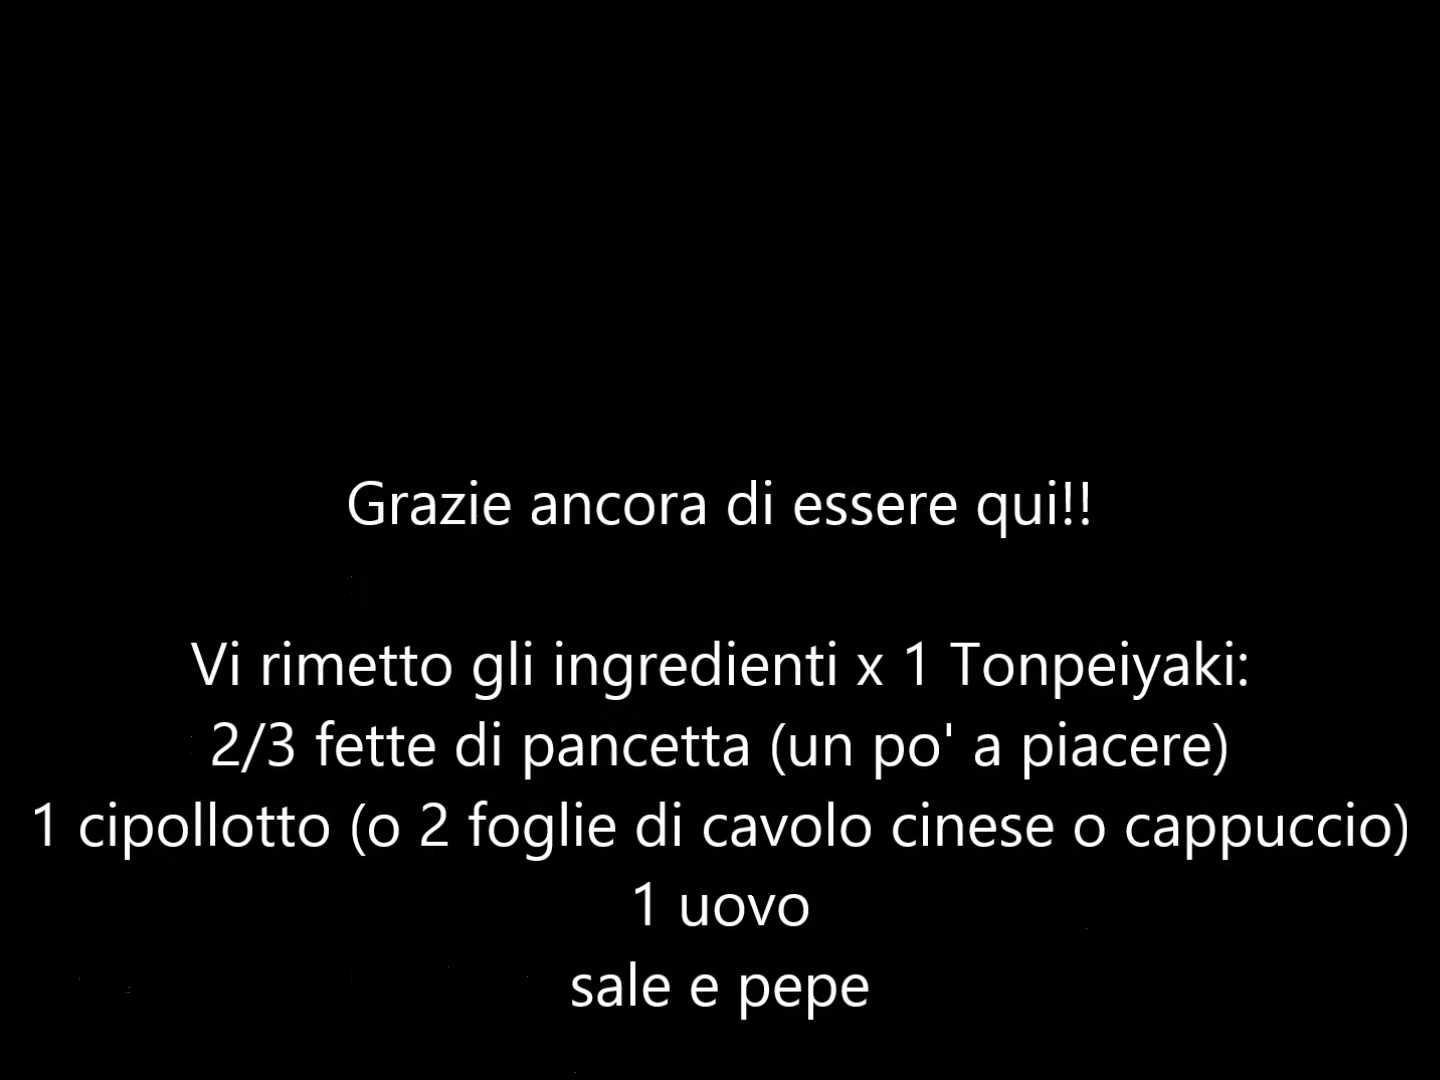 Grazie ancora di essere qui!!
Vi rimetto gli ingredienti x 1 Tonpeiyaki:
2/3 fette di pancetta (un po' a piacere)
1 cipollotto (o 2 foglie di cavolo cinese o cappuccio)
1 uovo
sale e pepe